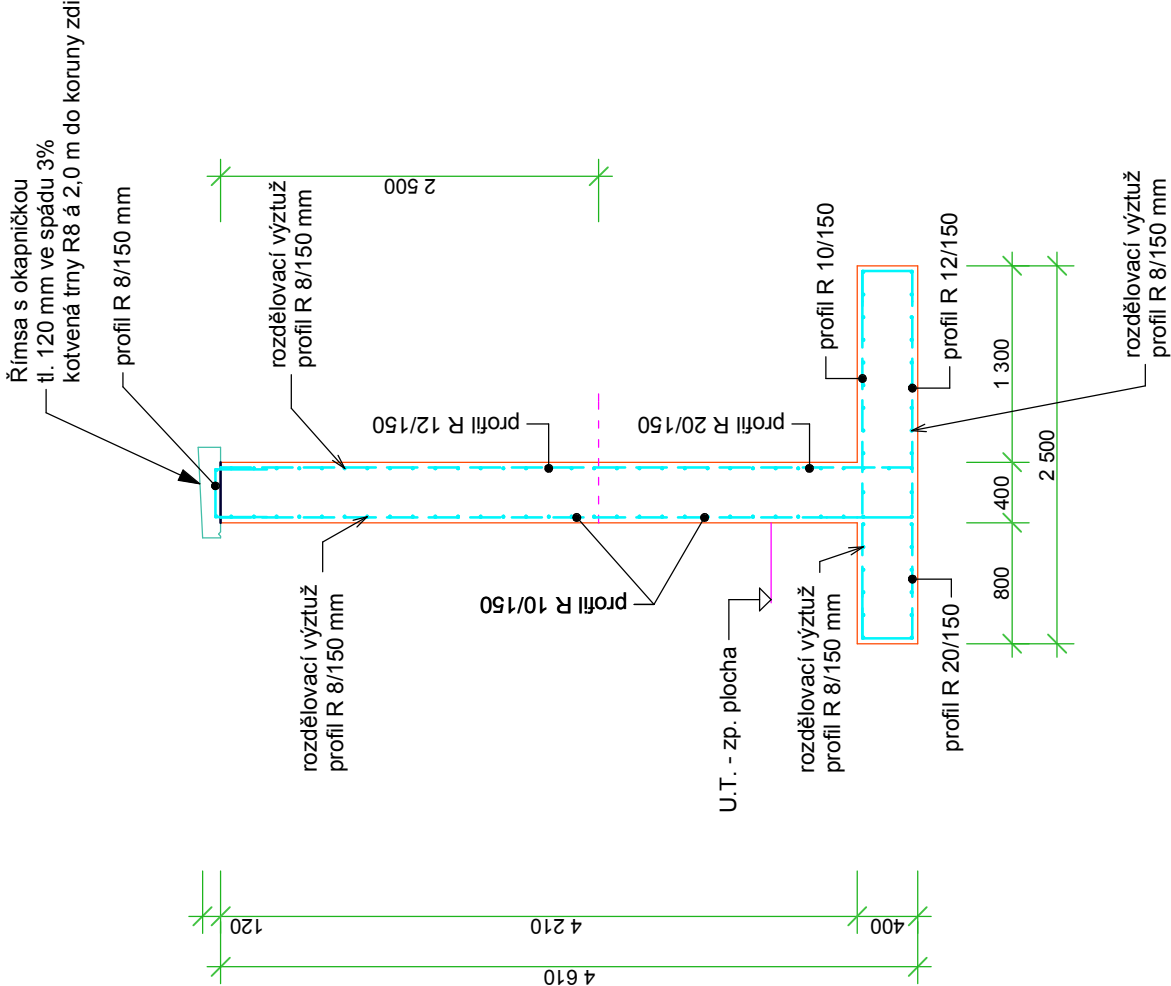 Římsa s okapničkou
tl. 120 mm ve spádu 3%
kotvená trny R8 á 2,0 m do koruny zdi
profil R 8/150 mm
rozdělovací výztuž
profil R 8/150 mm
2 500
rozdělovací výztuž
profil R 8/150 mm
profil R 12/150
profil R 10/150
profil R 20/150
profil R 10/150
profil R 12/150
U.T. - zp. plocha
rozdělovací výztuž
profil R 8/150 mm
profil R 20/150
rozdělovací výztuž
profil R 8/150 mm
800
400
1 300
2 500
120
4 210
400
4 610